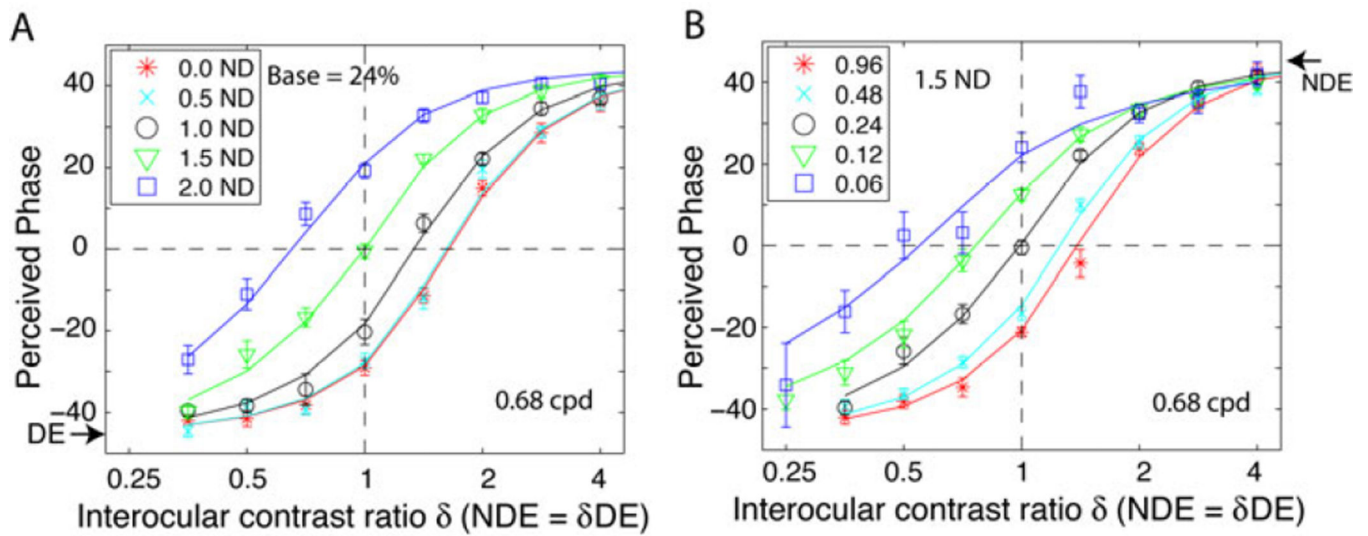 A
B
0.0 ND
0.5 ND
1.0 ND
1.5 ND
2.0 ND
Base = 24%
40
20
0
−20
−40
DE
Perceived Phase
0.68 cpd
0.25
0.5
1
2
4
Interocular contrast ratio δ (NDE = δDE)
0.96
0.48
0.24
0.12
0.06
1.5 ND
NDE
40
20
0
−20
−40
Perceived Phase
0.68 cpd
0.25
0.5
1
2
4
Interocular contrast ratio δ (NDE = δDE)